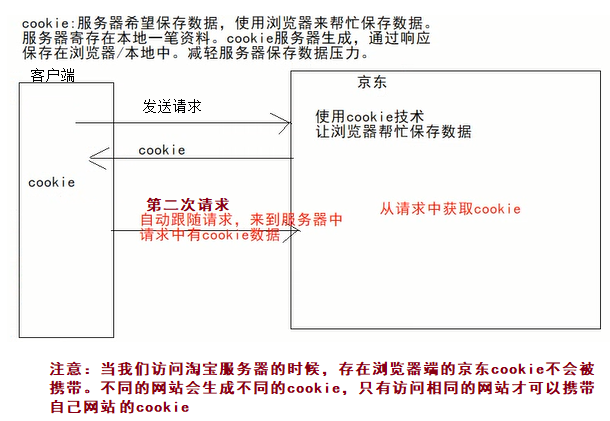 cookie:服务器希望保存数据，使用浏览器来帮忙保存数据。
服务器寄存在本地一笔资料。cookie服务器生成，通过响应
保存在浏览器/本地中。减轻服务器保存数据压力。
客户端
京东
发送请求
使用cookie技术
让浏览器帮忙保存数据
cookie
cookie
第二次请求
自动跟随请求，来到服务器中
请求中有cookie数据
从请求中获取cookie
注意：当我们访问淘宝服务器的时候，存在浏览器端的京东cookie不会被
携带。不同的网站会生成不同的cookie，只有访问相同的网站才可以携带
自己网站的cookie